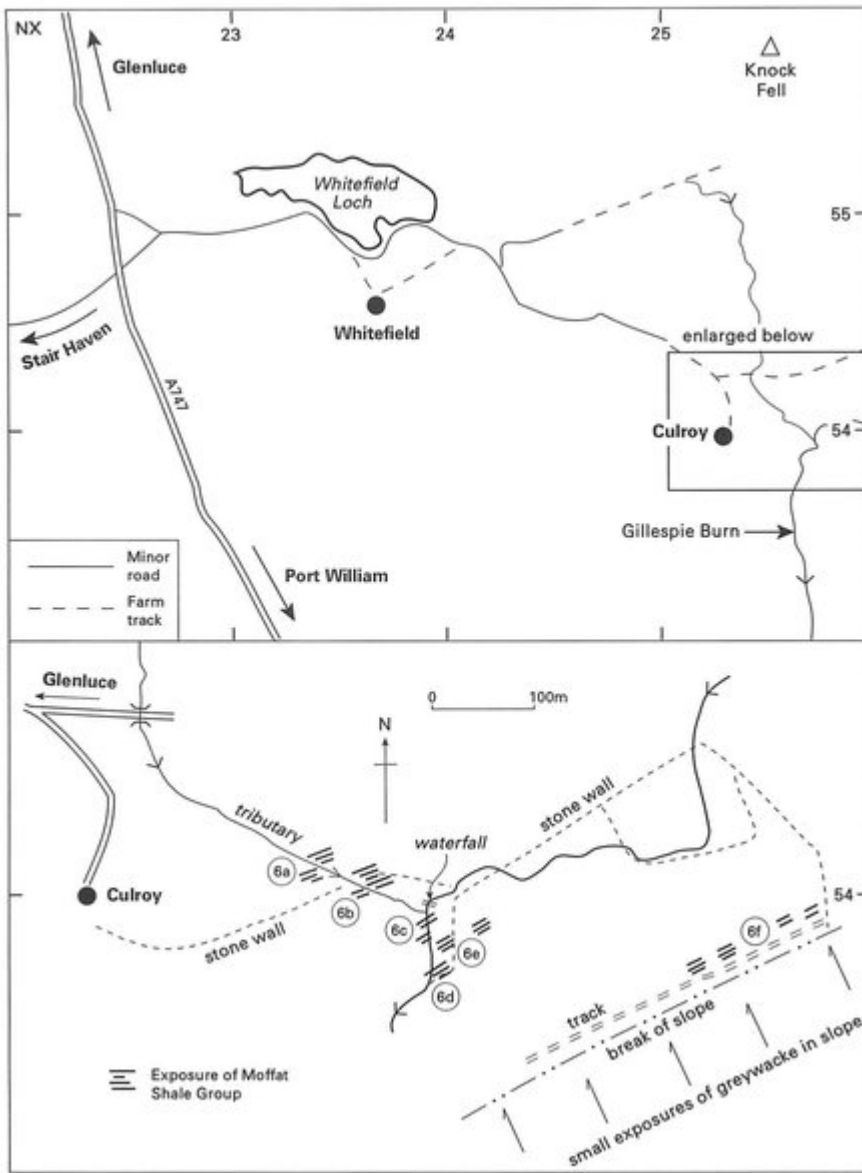 NX
23
24
25
Glenluce
Knock
Fell
Whitefield
Loch
55
Stair Haven
Whitefield
enlarged below
A747
Culroy
54
Gillespie Burn
Minor
road
Farm
track
Port William
Glenluce
0
100m
N
tributary
waterfall
stone wall
6a
Culroy
6b
54
6c
stone wall
6e
6f
6d
track
break of slope
small exposures of greywacke in slope
Exposure of Moffat
Shale Group